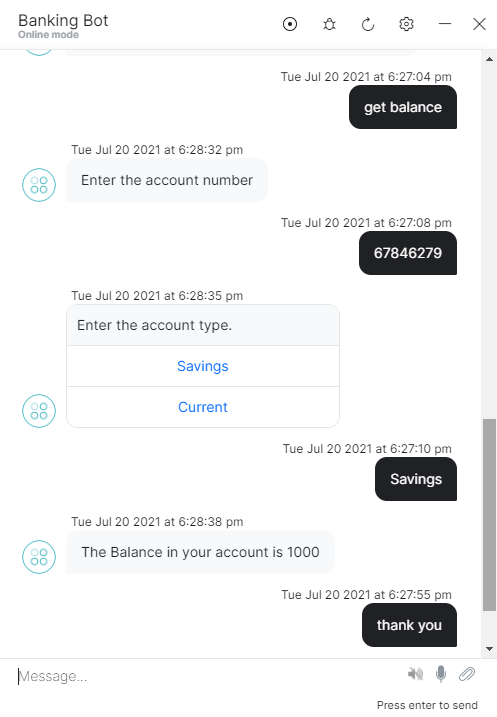 Banking Bot
Online mode
Tue Jul 20 2021 at 6:27:04 pm
get balance
Tue Jul 20 2021 at 6:28:32 pm
Enter the account number
Tue Jul 20 2021 at 6:27:08 pm
67846279
Tue Jul 20 2021 at 6:28:35 pm
Enter the account type.
Savings
Current
Tue Jul 20 2021 at 6:27:10 pm
Savings
Tue Jul 20 2021 at 6:28:38 pm
The Balance in your account is 1000
Tue Jul 20 2021 at 6:27:55 pm
thank you
Message...
Press enter to send